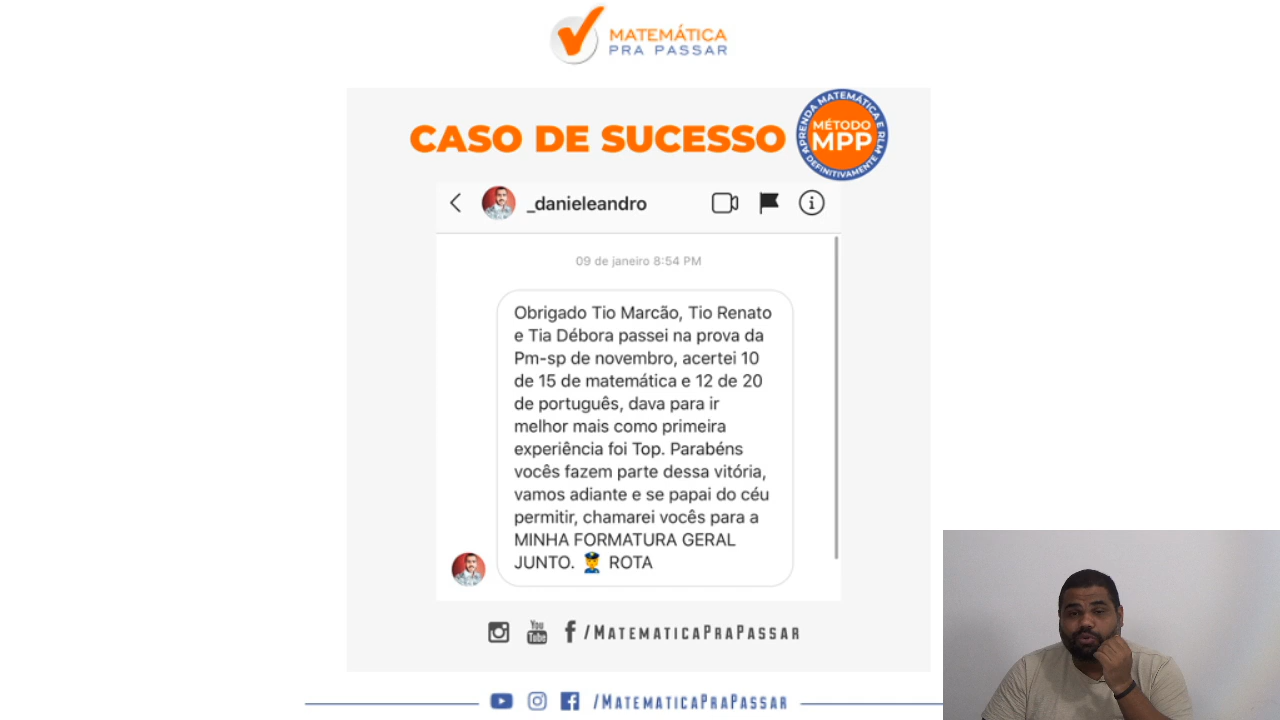 MATEMÁTICA
PRA PASSAR
CASO DE SUCESSO
APRENDA MATEMÁTICA E RLM
MÉTODO
MPP
DEFINITIVAMENTE
_danieleandro
09 de janeiro 8:54 PM
Obrigado Tio Marcão, Tio Renato
e Tia Débora passei na prova da
Pm-sp de novembro, acertei 10
de 15 de matemática e 12 de 20
de português, dava para ir
melhor mais como primeira
experiência foi Top. Parabéns
vocês fazem parte dessa vitória,
vamos adiante e se papai do céu
permitir, chamarei vocês para a
MINHA FORMATURA GERAL
JUNTO. 👮 ROTA
You Tube /MATEMATICAPRAPASSAR
/MATEMATICAPRAPASSAR